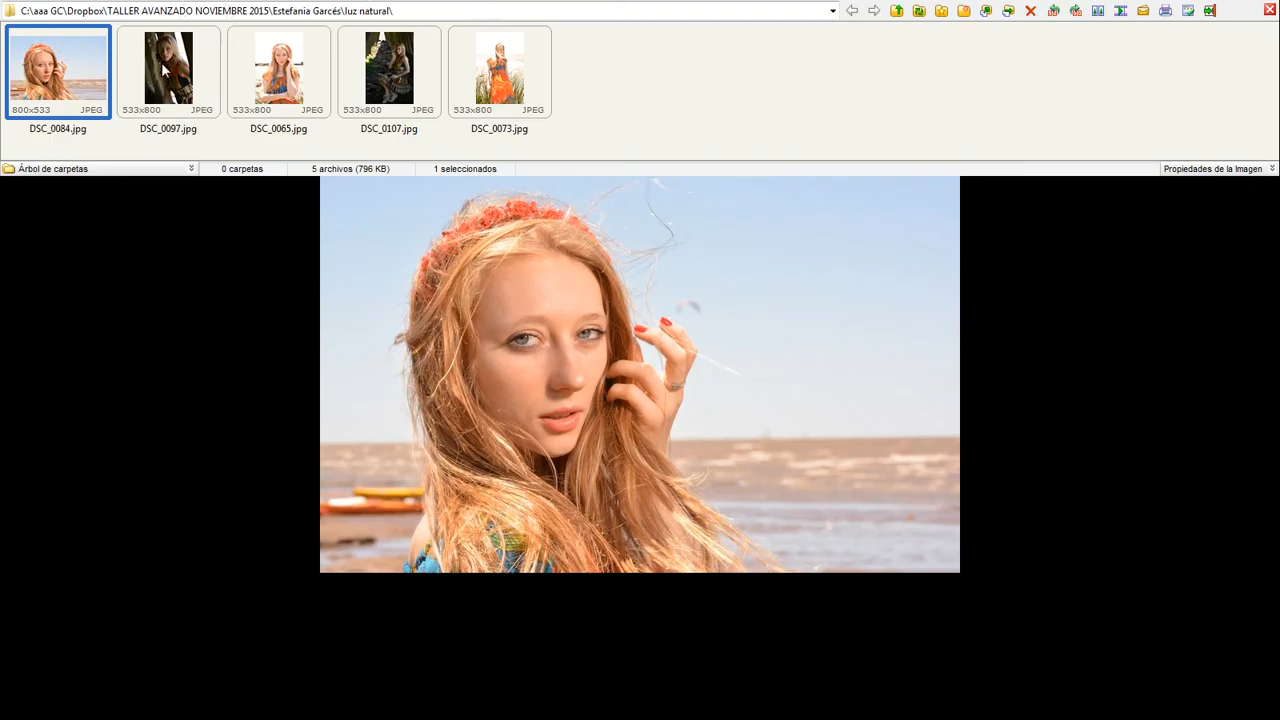 C:\aaa GC\Dropbox\TALLER AVANZADO NOVIEMBRE 2015\Estefania Garcés\luz natural\
800x533 JPEG
533x800 JPEG
533x800 JPEG
533x800 JPEG
533x800 JPEG
DSC_0084.jpg
DSC_0097.jpg
DSC_0065.jpg
DSC_0107.jpg
DSC_0073.jpg
Árbol de carpetas
0 carpetas
5 archivos (796 KB)
1 seleccionados
Propiedades de la Imagen